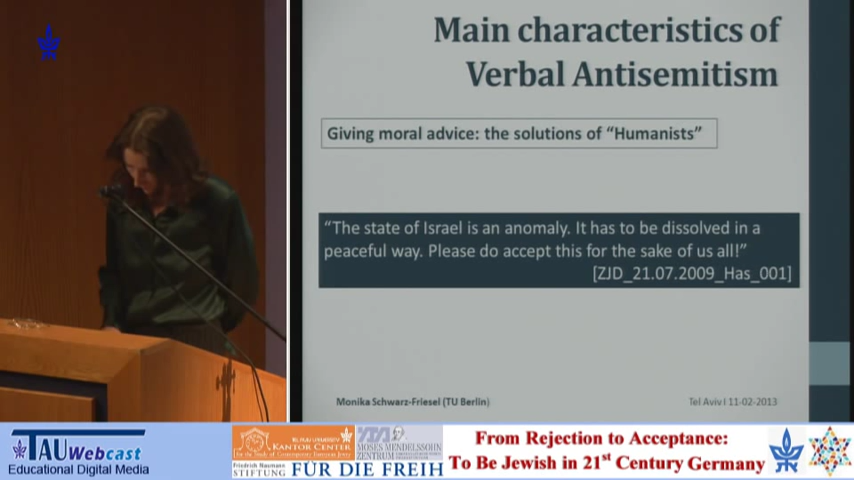 Main characteristics of
Verbal Antisemitism
Giving moral advice: the solutions of “Humanists”
“The state of Israel is an anomaly. It has to be dissolved in a
peaceful way. Please do accept this for the sake of us all!”
[ZJD_21.07.2009_Has_001]
Monika Schwarz-Friesel (TU Berlin)
Tel Aviv I 11-02-2013
TAU Webcast
Educational Digital Media
KANTOR CENTER
MOSES MENDELSSOHN
ZENTRUM
Friedrich Naumann
STIFTUNG FÜR DIE FREIH
From Rejection to Acceptance:
To Be Jewish in 21st Century Germany